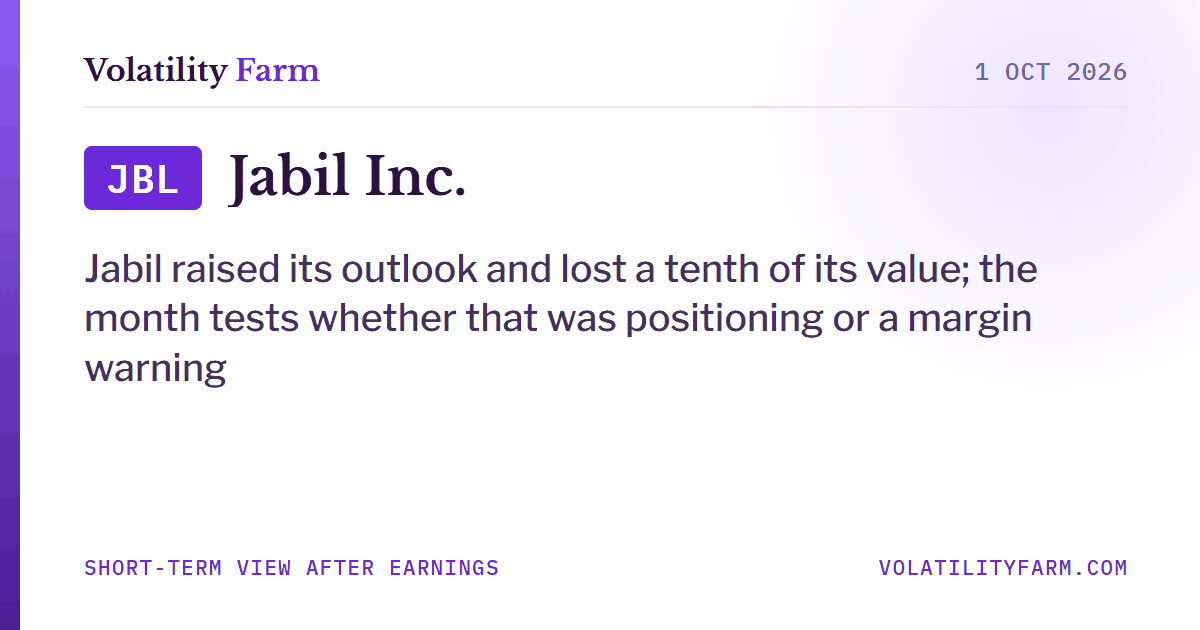 Volatility Farm
1 OCT 2026
JBL
Jabil Inc.
Jabil raised its outlook and lost a tenth of its value; the
month tests whether that was positioning or a margin
warning
SHORT-TERM VIEW AFTER EARNINGS
VOLATILITYFARM.COM